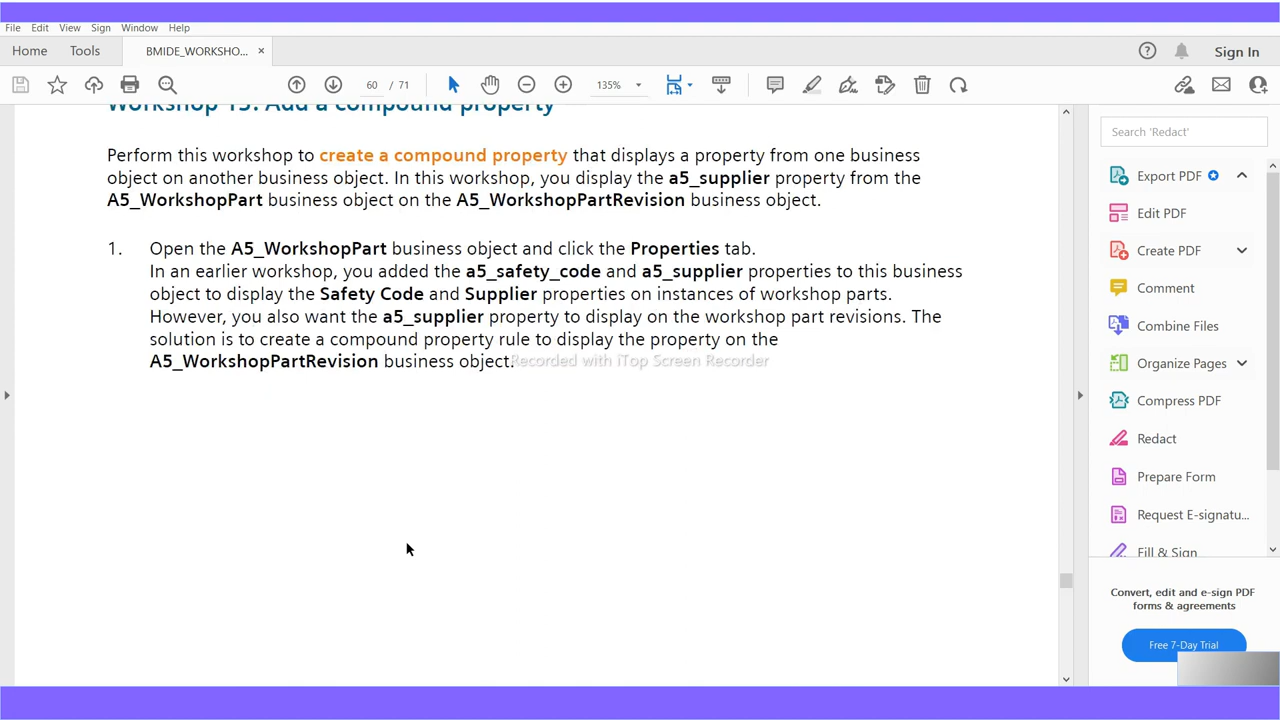 File Edit View Sign Window Help
Home Tools BMIDE_WORKSHO... × Sign In
60 / 71 135%
Workshop 13: Add a compound property
Perform this workshop to create a compound property that displays a property from one business
object on another business object. In this workshop, you display the a5_supplier property from the
A5_WorkshopPart business object on the A5_WorkshopPartRevision business object.
1. Open the A5_WorkshopPart business object and click the Properties tab.
In an earlier workshop, you added the a5_safety_code and a5_supplier properties to this business
object to display the Safety Code and Supplier properties on instances of workshop parts.
However, you also want the a5_supplier property to display on the workshop part revisions. The
solution is to create a compound property rule to display the property on the
A5_WorkshopPartRevision business object.
Recorded with iTop Screen Recorder
Search 'Redact'
Export PDF
Edit PDF
Create PDF
Comment
Combine Files
Organize Pages
Compress PDF
Redact
Prepare Form
Request E-signatu...
Fill & Sign
Convert, edit and e-sign PDF
forms & agreements
Free 7-Day Trial